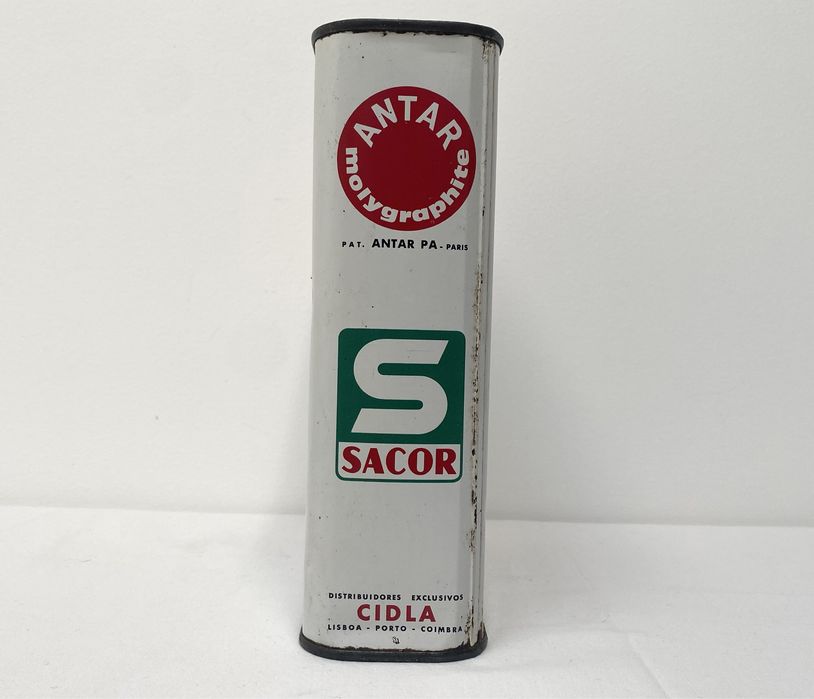 ANTAR
molygraphite
PAT. ANTAR PA - PARIS
S
SACOR
DISTRIBUIDORES EXCLUSIVOS
CIDLA
LISBOA - PORTO - COIMBRA